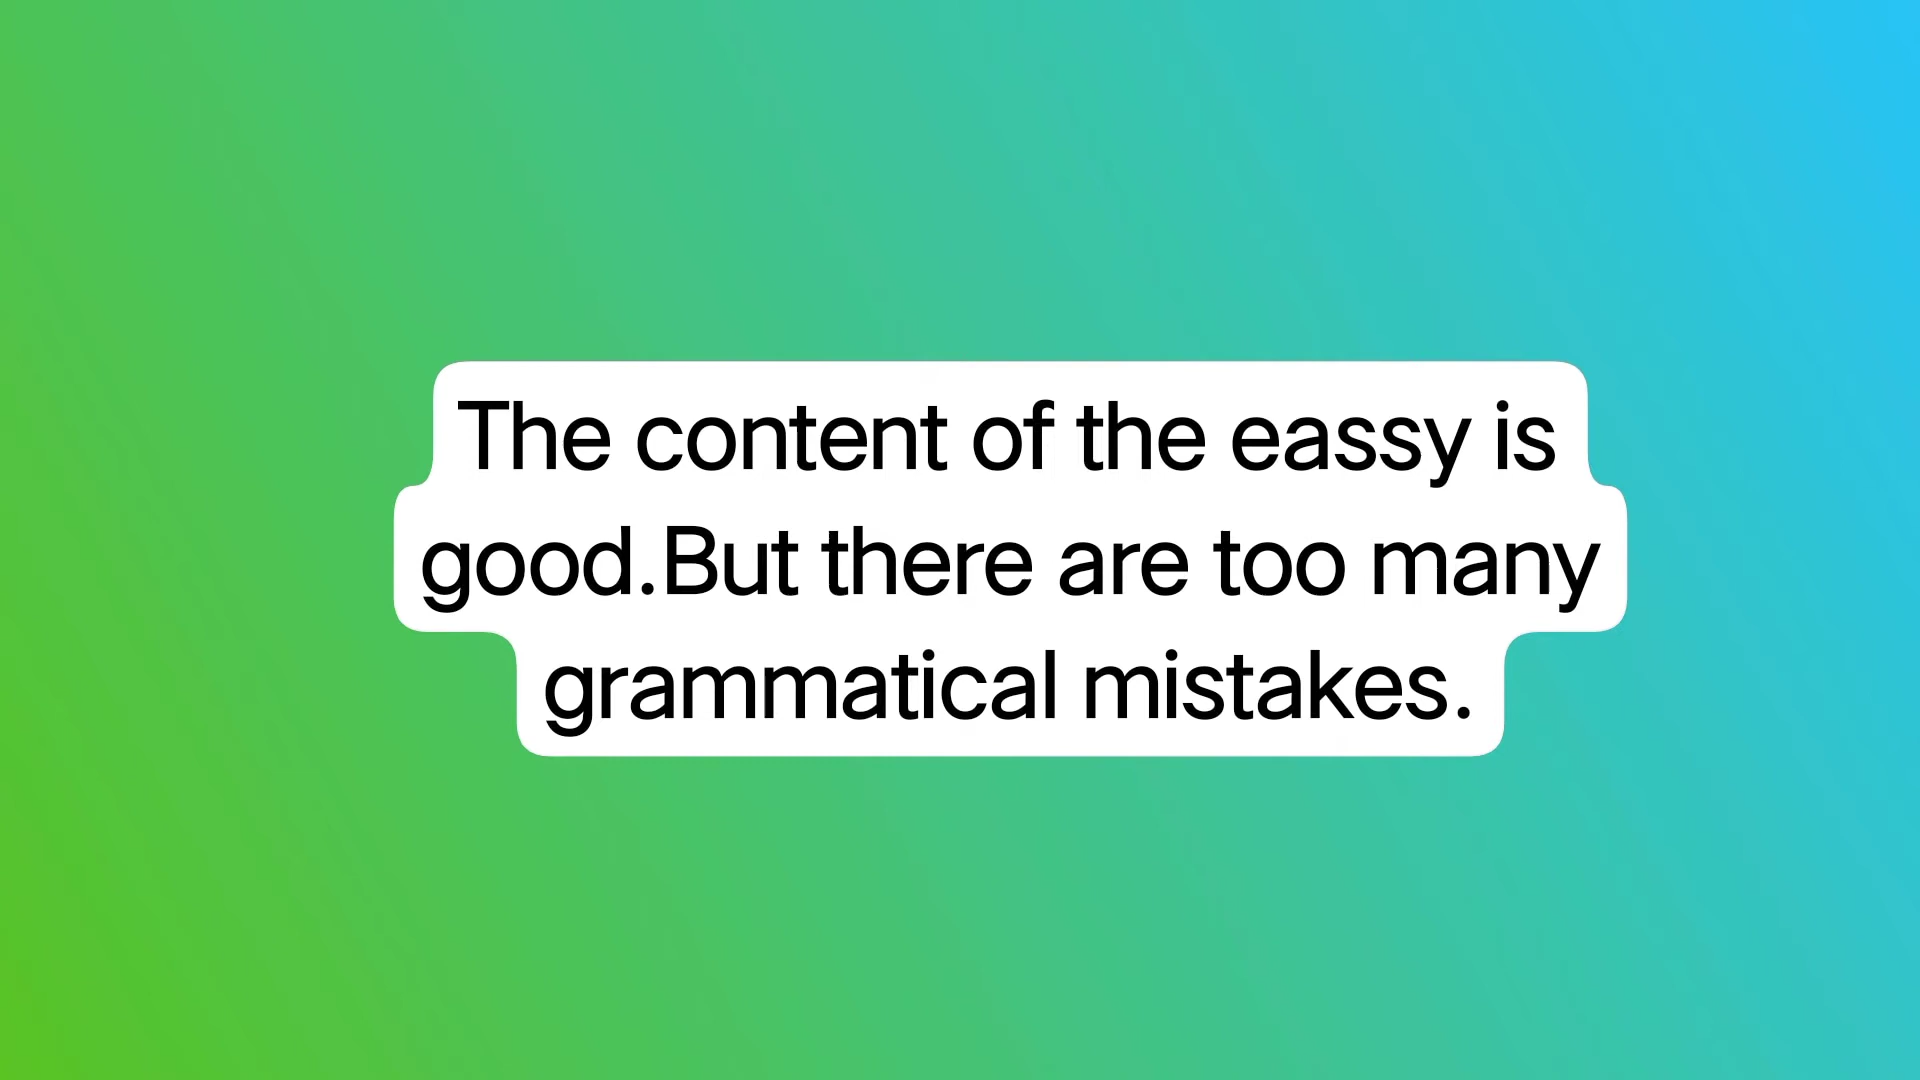 The content of the eassy is
good.But there are too many
grammatical mistakes.